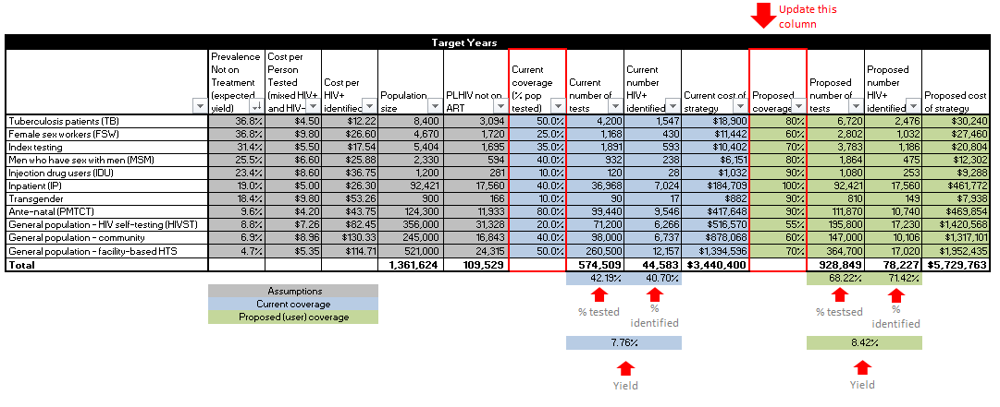 Update this
column
Target Years
Prevalence Not on Treatment (expected yield) Cost per Person Tested (mixed HIV+ and HIV- Cost per HIV+ identified Population size PLHIV not on ART Current coverage (% pop tested) Current number of tests Current number HIV+ identified Current cost of strategy Proposed coverage Proposed number of tests Proposed number HIV+ identified Proposed cost of strategy
Tuberculosis patients (TB) 36.8% $4.50 $12.22 8,400 3,094 50.0% 4,200 1,547 $18,900 80% 6,720 2,476 $30,240
Female sex workers (FSW) 36.8% $9.80 $26.60 4,670 1,720 25.0% 1,168 430 $11,442 60% 2,802 1,032 $27,460
Index testing 31.4% $5.50 $17.54 5,404 1,695 35.0% 1,891 593 $10,402 70% 3,783 1,186 $20,804
Men who have sex with men (MSM) 25.5% $6.60 $25.88 2,330 594 40.0% 932 238 $6,151 80% 1,864 475 $12,302
Injection drug users (IDU) 23.4% $8.60 $36.75 1,200 281 10.0% 120 28 $1,032 90% 1,080 253 $9,288
Inpatient (IP) 19.0% $5.00 $26.30 92,421 17,560 40.0% 36,968 7,024 $184,709 100% 92,421 17,560 $461,772
Transgender 18.4% $9.80 $53.26 900 166 10.0% 90 17 $882 90% 810 149 $7,938
Ante-natal (PMTCT) 9.6% $4.20 $43.75 124,300 11,933 80.0% 99,440 9,546 $417,648 90% 111,870 10,740 $469,854
General population - HIV self-testing (HIVST) 8.8% $7.26 $82.45 356,000 31,328 20.0% 71,200 6,266 $516,570 55% 195,800 17,230 $1,420,568
General population - community 6.9% $8.96 $130.33 245,000 16,843 40.0% 98,000 6,737 $878,068 60% 147,000 10,106 $1,317,101
General population - facility-based HTS 4.7% $5.35 $114.71 521,000 24,315 50.0% 260,500 12,157 $1,394,596 70% 364,700 17,020 $1,952,435
Total 1,361,624 109,529 574,509 44,583 $3,440,400 928,849 78,227 $5,729,763
42.19% 40.70% 68.22% 71.42%
Assumptions
Current coverage
Proposed (user) coverage
% tested % identified % testsed % identified
7.76% 8.42%
Yield Yield